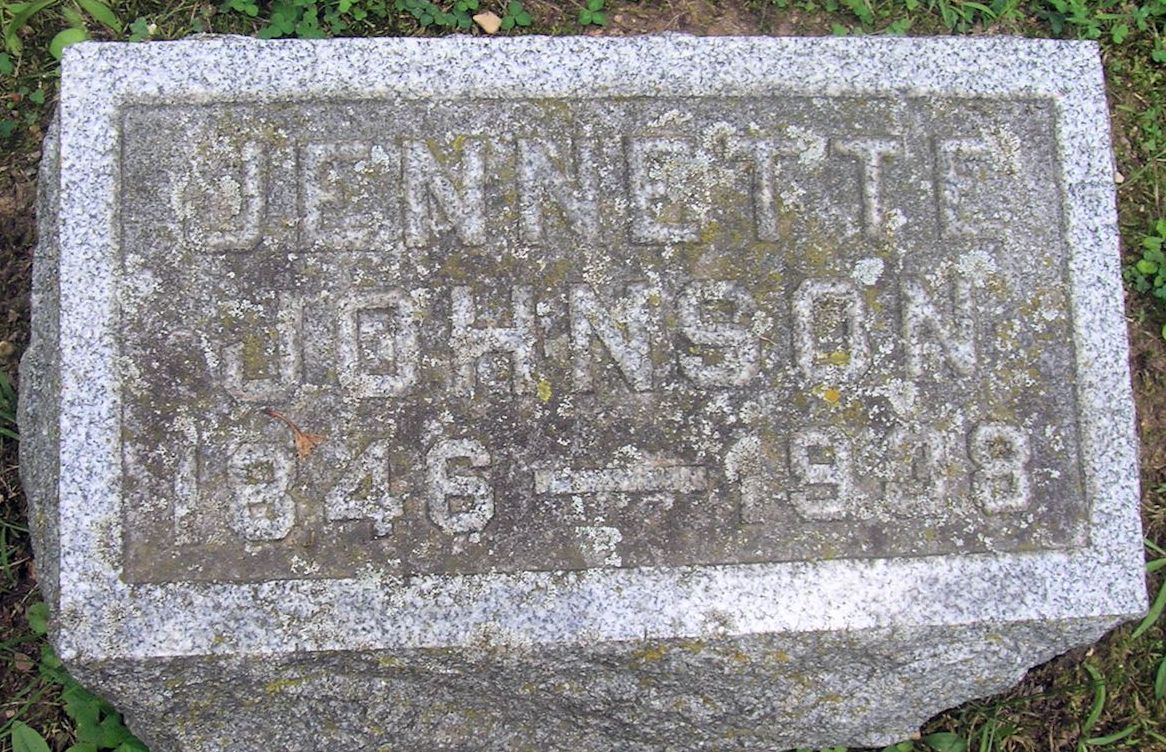 JENNETTE
JOHNSON
1846 — 1908